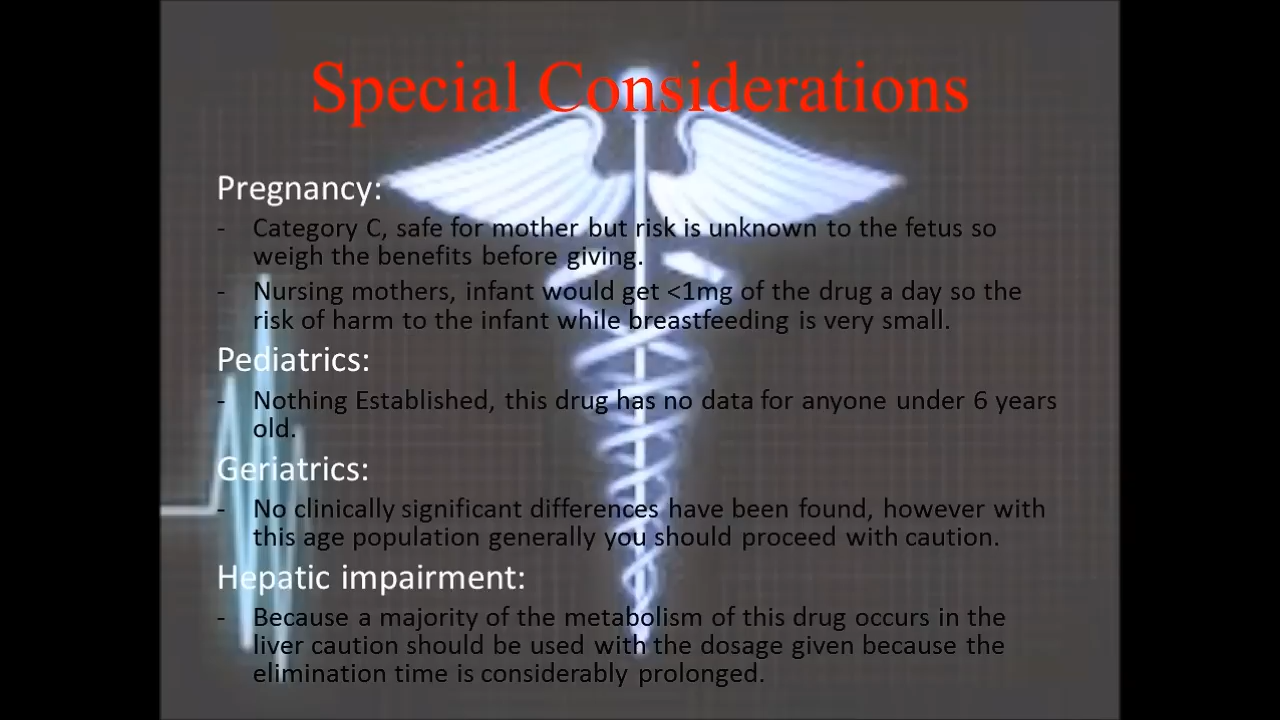 Special Considerations
Pregnancy:
- Category C, safe for mother but risk is unknown to the fetus so
weigh the benefits before giving.
- Nursing mothers, infant would get <1mg of the drug a day so the
risk of harm to the infant while breastfeeding is very small.
Pediatrics:
- Nothing Established, this drug has no data for anyone under 6 years
old.
Geriatrics:
- No clinically significant differences have been found, however with
this age population generally you should proceed with caution.
Hepatic impairment:
- Because a majority of the metabolism of this drug occurs in the
liver caution should be used with the dosage given because the
elimination time is considerably prolonged.